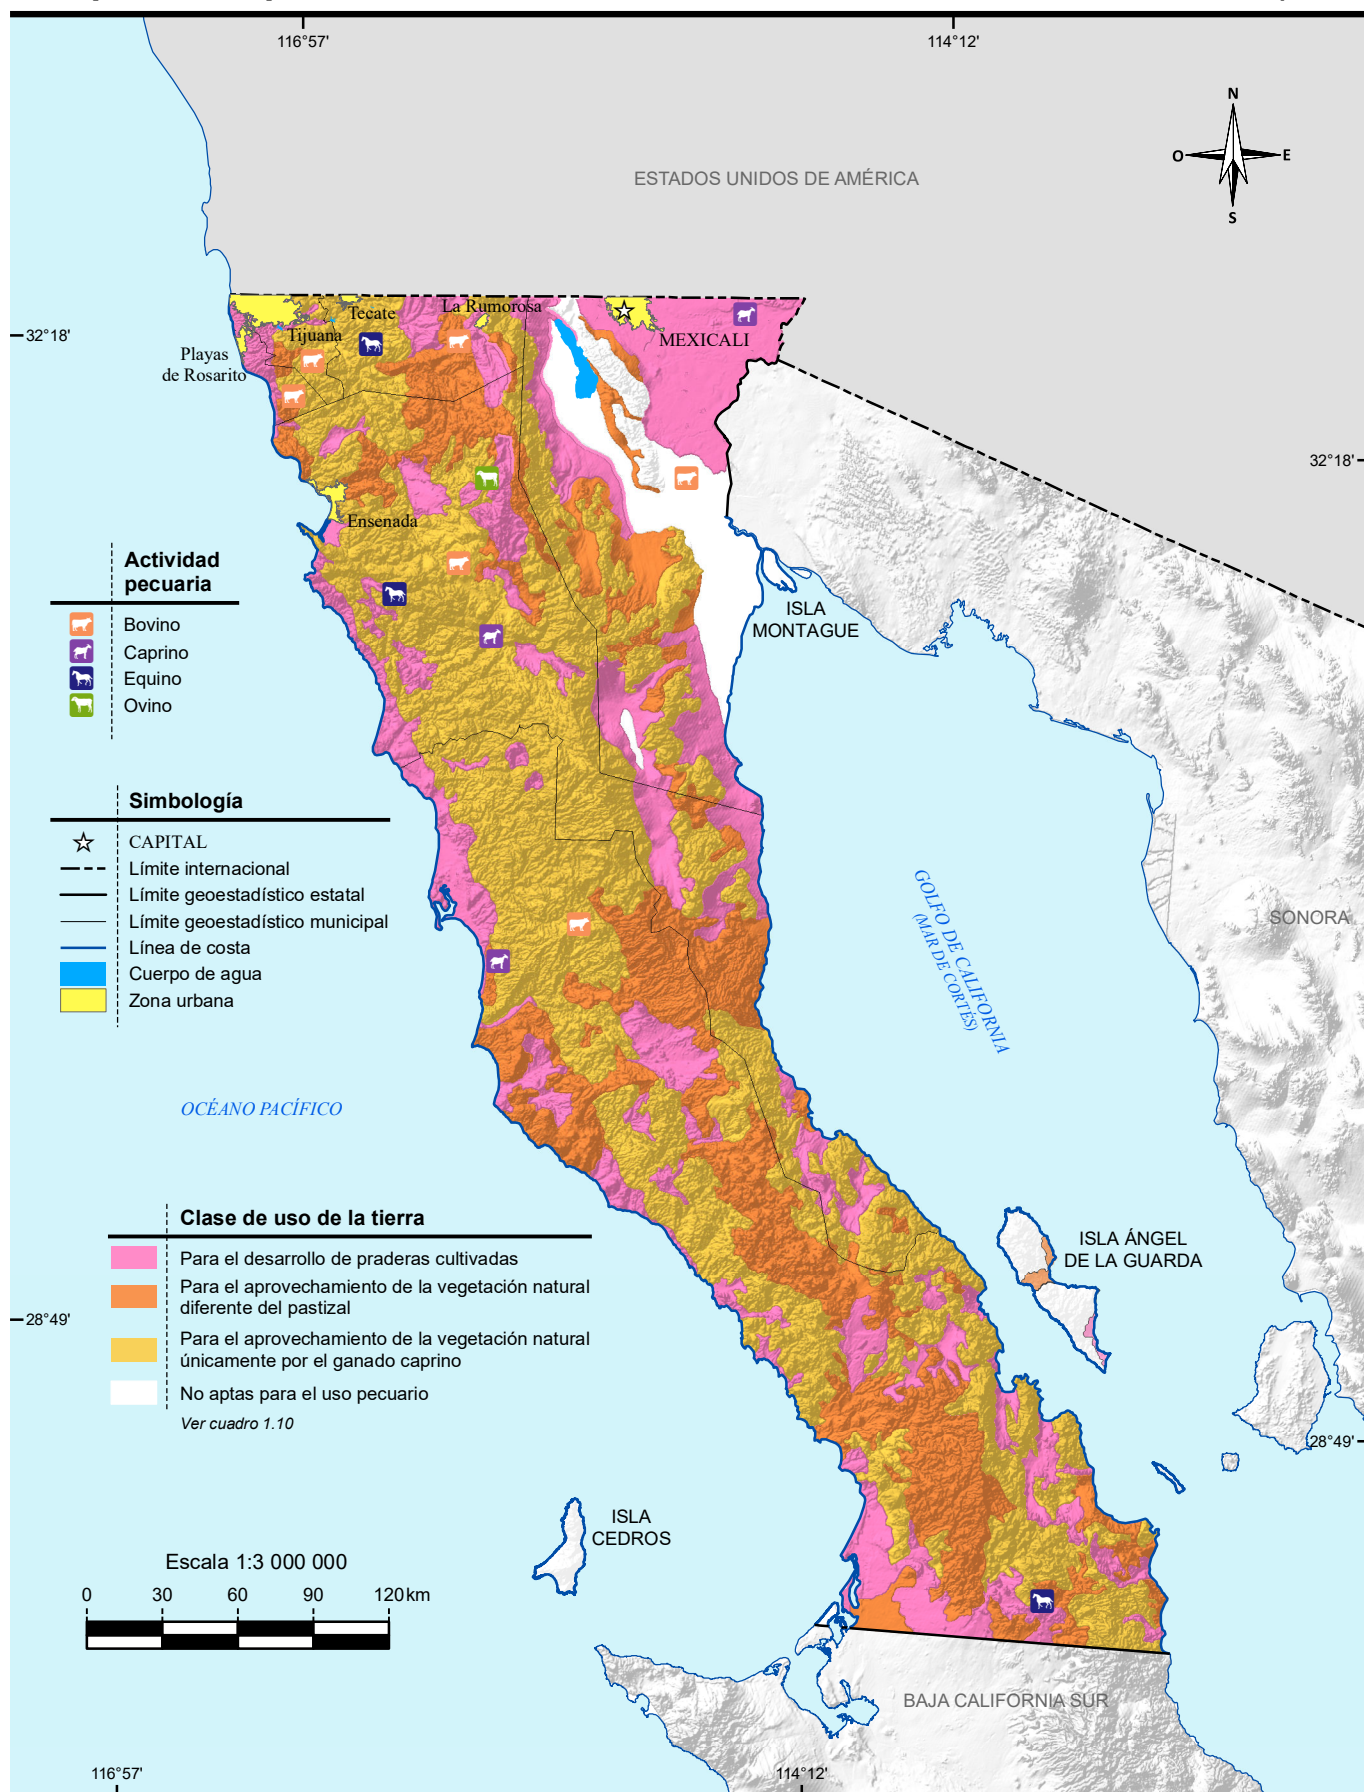 116°57'
114°12'
N
O
E
S
ESTADOS UNIDOS DE AMÉRICA
32°18'
Tecate
La Rumorosa
Tijuana
MEXICALI
Playas
de Rosarito
32°18'
Ensenada
Actividad
pecuaria
Bovino
Caprino
Equino
Ovino
ISLA
MONTAGUE
Simbología
CAPITAL
Límite internacional
Límite geoestadístico estatal
Límite geoestadístico municipal
Línea de costa
Cuerpo de agua
Zona urbana
GOLFO DE CALIFORNIA
(MAR DE CORTÉS)
SONORA
OCÉANO PACÍFICO
Clase de uso de la tierra
Para el desarrollo de praderas cultivadas
Para el aprovechamiento de la vegetación natural
diferente del pastizal
Para el aprovechamiento de la vegetación natural
únicamente por el ganado caprino
No aptas para el uso pecuario
Ver cuadro 1.10
ISLA ÁNGEL
DE LA GUARDA
28°49'
28°49'
ISLA
CEDROS
Escala 1:3 000 000
0 30 60 90 120 km
BAJA CALIFORNIA SUR
116°57'
114°12'